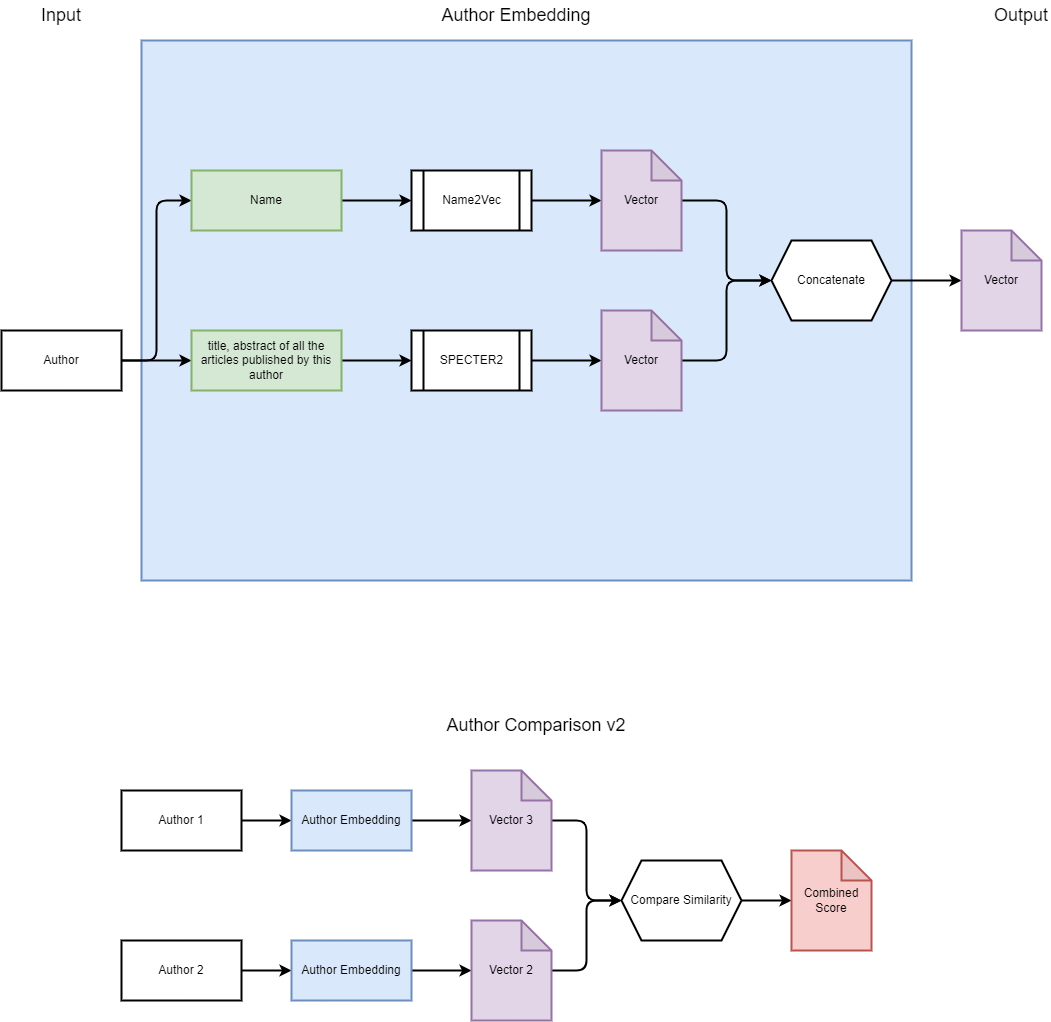 Input
Author Embedding
Output
Name
Name2Vec
Vector
Concatenate
Vector
Author
title, abstract of all the
articles published by this
author
SPECTER2
Vector
Author Comparison v2
Author 1
Author Embedding
Vector 3
Compare Similarity
Combined
Score
Author 2
Author Embedding
Vector 2